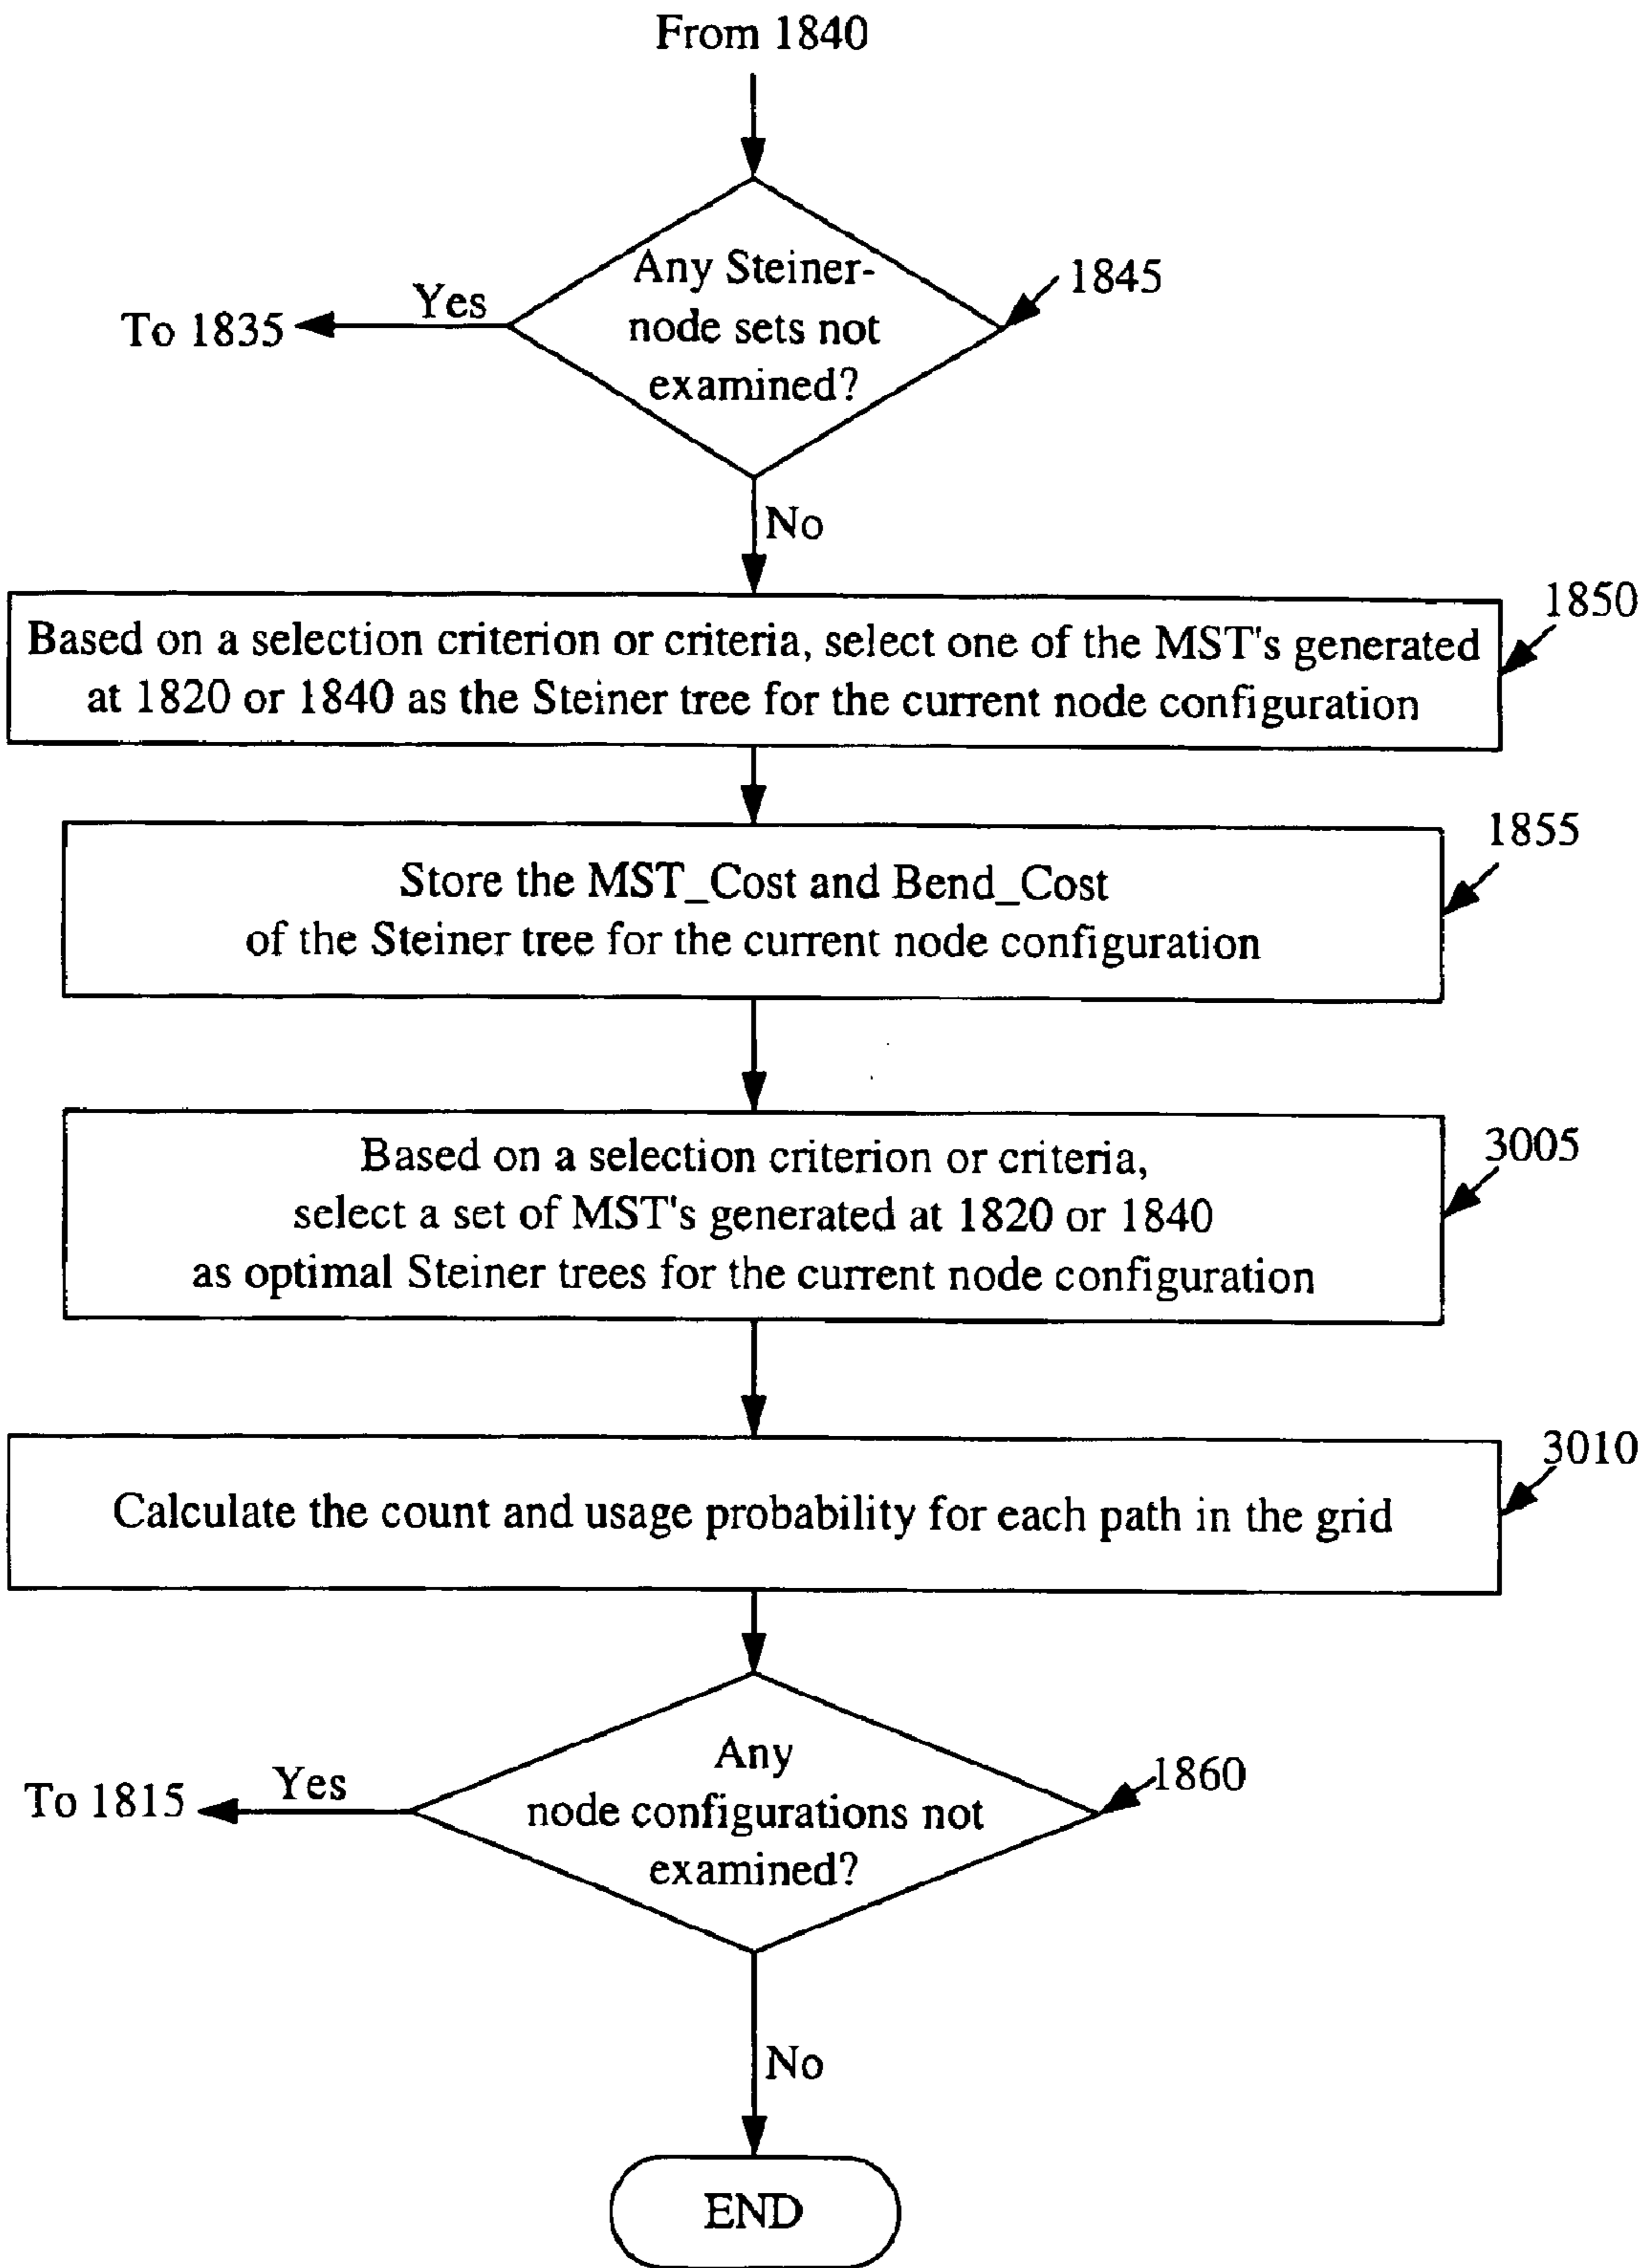 From 1840
Any Steiner-
node sets not
examined?
1845
Yes
To 1835
No
1850
Based on a selection criterion or criteria, select one of the MST's generated
at 1820 or 1840 as the Steiner tree for the current node configuration
1855
Store the MST_Cost and Bend_Cost
of the Steiner tree for the current node configuration
3005
Based on a selection criterion or criteria,
select a set of MST's generated at 1820 or 1840
as optimal Steiner trees for the current node configuration
3010
Calculate the count and usage probability for each path in the grid
Any
node configurations not
examined?
1860
Yes
To 1815
No
END